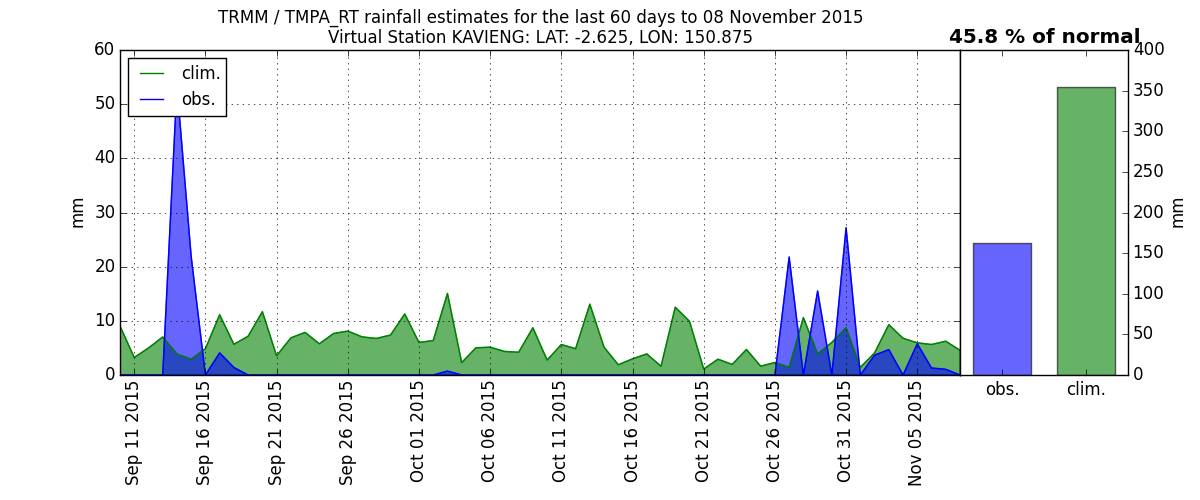 TRMM / TMPA_RT rainfall estimates for the last 60 days to 08 November 2015
Virtual Station KAVIENG: LAT: -2.625, LON: 150.875
45.8 % of normal
clim.
obs.
mm
60
50
40
30
20
10
0
Sep 11 2015
Sep 16 2015
Sep 21 2015
Sep 26 2015
Oct 01 2015
Oct 06 2015
Oct 11 2015
Oct 16 2015
Oct 21 2015
Oct 26 2015
Oct 31 2015
Nov 05 2015
400
350
300
250
200
150
100
50
0
mm
obs.
clim.